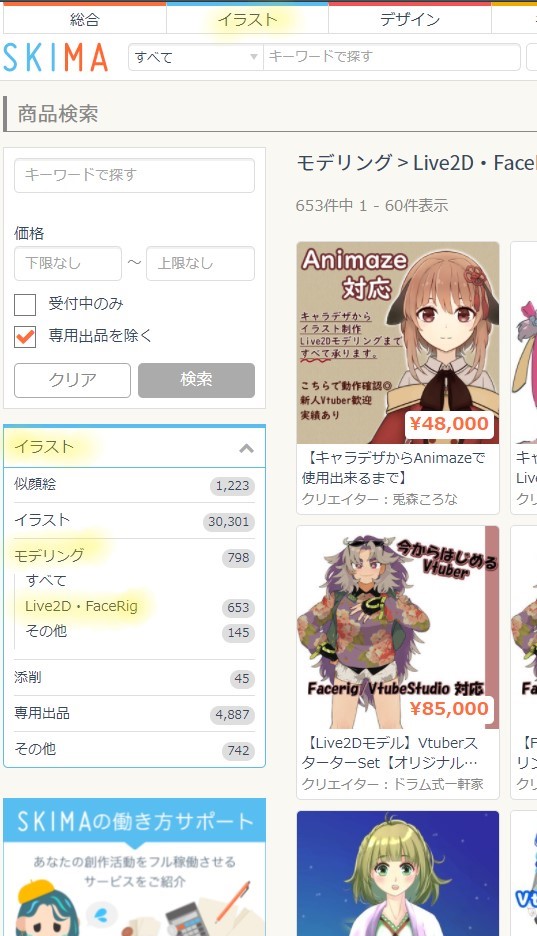 総合
イラスト
デザイン
SKIMA
すべて
キーワードで探す
商品検索
キーワードで探す
価格
下限なし
～
上限なし
受付中のみ
専用出品を除く
クリア
検索
イラスト
似顔絵
1,223
イラスト
30,301
モデリング
798
すべて
Live2D・FaceRig
653
その他
145
添削
45
専用出品
4,887
その他
742
SKIMAの働き方サポート
あなたの創作活動をフル稼働させる
サービスをご紹介
モデリング > Live2D・Face
653件中 1 - 60件表示
Animaze
対応
キャラデザから
イラスト制作
Live2Dモデリングまで
すべて承ります。
こちらで動作確認◎
新人Vtuber歓迎
実績あり
¥48,000
【キャラデザからAnimazeで
使用出来るまで】
クリエイター：兎森ころな
今からはじめる
Vtuber
Facerig/VtubeStudio 対応
¥85,000
【Live2Dモデル】Vtuberス
ターターSet【オリジナル…
クリエイター：ドラム式一軒家